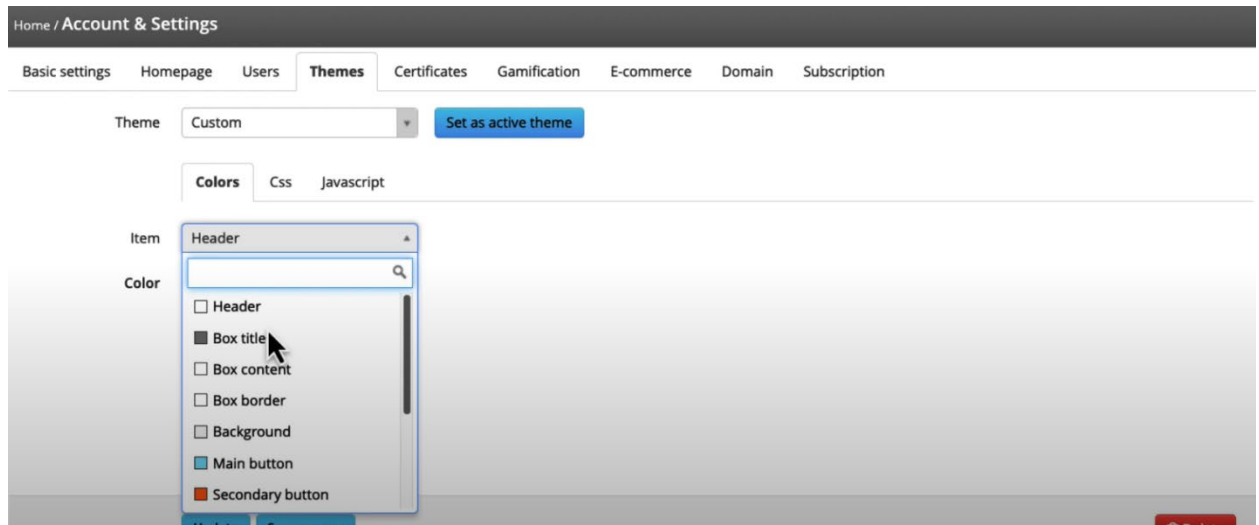 Home / Account & Settings
Basic settings Homepage Users Themes Certificates Gamification E-commerce Domain Subscription
Theme Custom Set as active theme
Colors Css Javascript
Item Header
Color
Header
Box title
Box content
Box border
Background
Main button
Secondary button